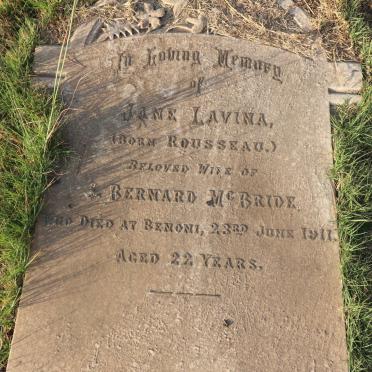 In Loving Memory
of
JANE LAVINA,
(BORN ROUSSEAU.)
BELOVED WIFE OF
BERNARD McBRIDE.
WHO DIED AT BENONI, 23RD JUNE 1911.
AGED 22 YEARS.